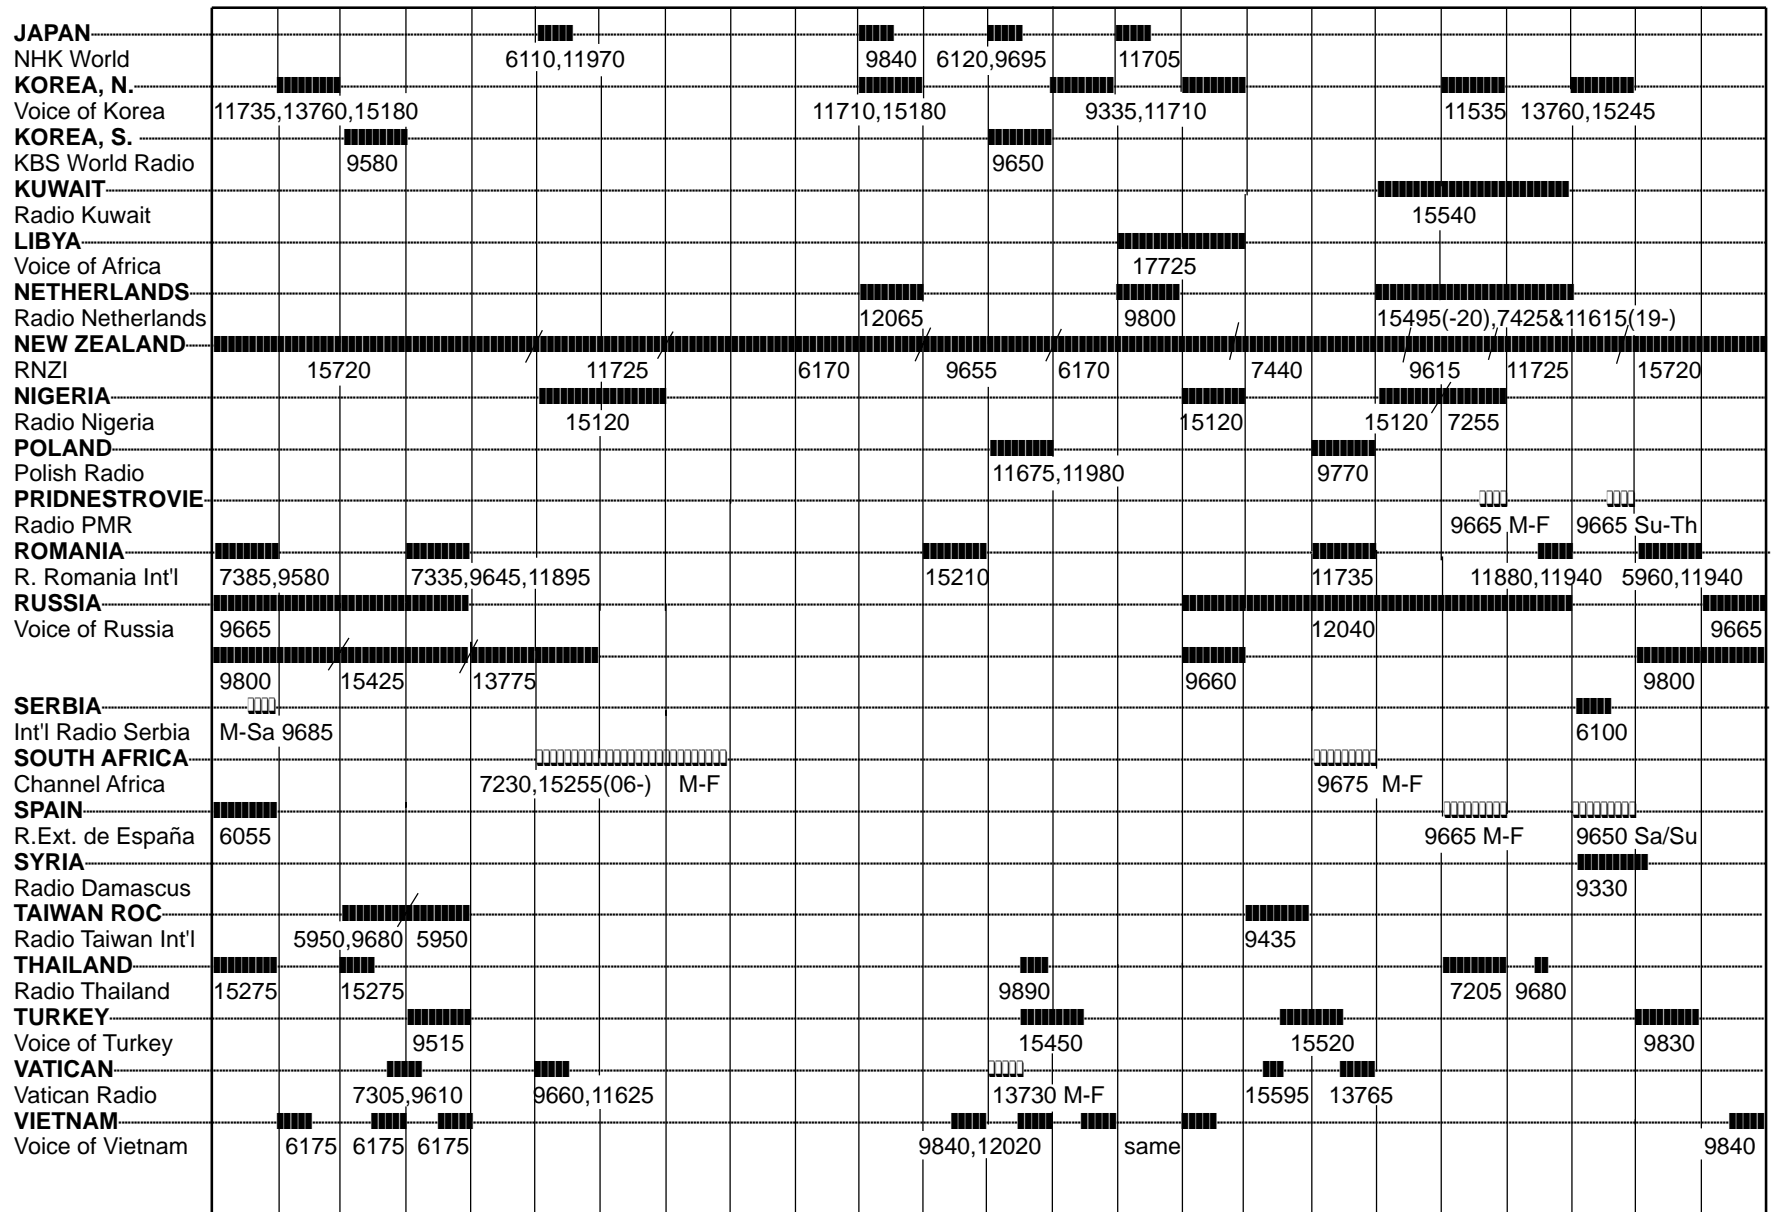 JAPAN
NHK World 6110,11970 9840 6120,9695 11705
KOREA, N.
Voice of Korea 11735,13760,15180 11710,15180 9335,11710 11535 13760,15245
KOREA, S.
KBS World Radio 9580 9650
KUWAIT
Radio Kuwait 15540
LIBYA
Voice of Africa 17725
NETHERLANDS
Radio Netherlands 12065 9800 15495(-20),7425&11615(19-)
NEW ZEALAND
RNZI 15720 11725 6170 9655 6170 7440 9615 11725 15720
NIGERIA
Radio Nigeria 15120 15120 15120 7255
POLAND
Polish Radio 11675,11980 9770
PRIDNESTROVIE
Radio PMR 9665 M-F 9665 Su-Th
ROMANIA
R. Romania Int'l 7385,9580 7335,9645,11895 15210 11735 11880,11940 5960,11940
RUSSIA
Voice of Russia 9665 12040 9665
9800 15425 13775 9660 9800
SERBIA
Int'l Radio Serbia M-Sa 9685 6100
SOUTH AFRICA
Channel Africa 7230,15255(06-) M-F 9675 M-F
SPAIN
R.Ext. de España 6055 9665 M-F 9650 Sa/Su
SYRIA
Radio Damascus 9330
TAIWAN ROC
Radio Taiwan Int'l 5950,9680 5950 9435
THAILAND
Radio Thailand 15275 15275 9890 7205 9680
TURKEY
Voice of Turkey 9515 15450 15520 9830
VATICAN
Vatican Radio 7305,9610 9660,11625 13730 M-F 15595 13765
VIETNAM
Voice of Vietnam 6175 6175 6175 9840,12020 same 9840